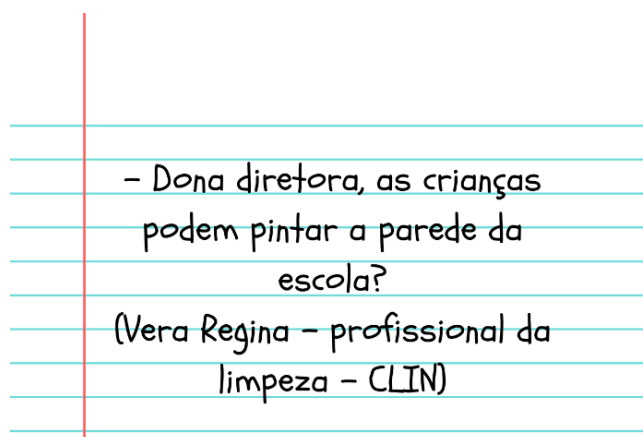 – Dona diretora, as crianças
podem pintar a parede da
escola?
(Vera Regina – profissional da
limpeza – CLIN)